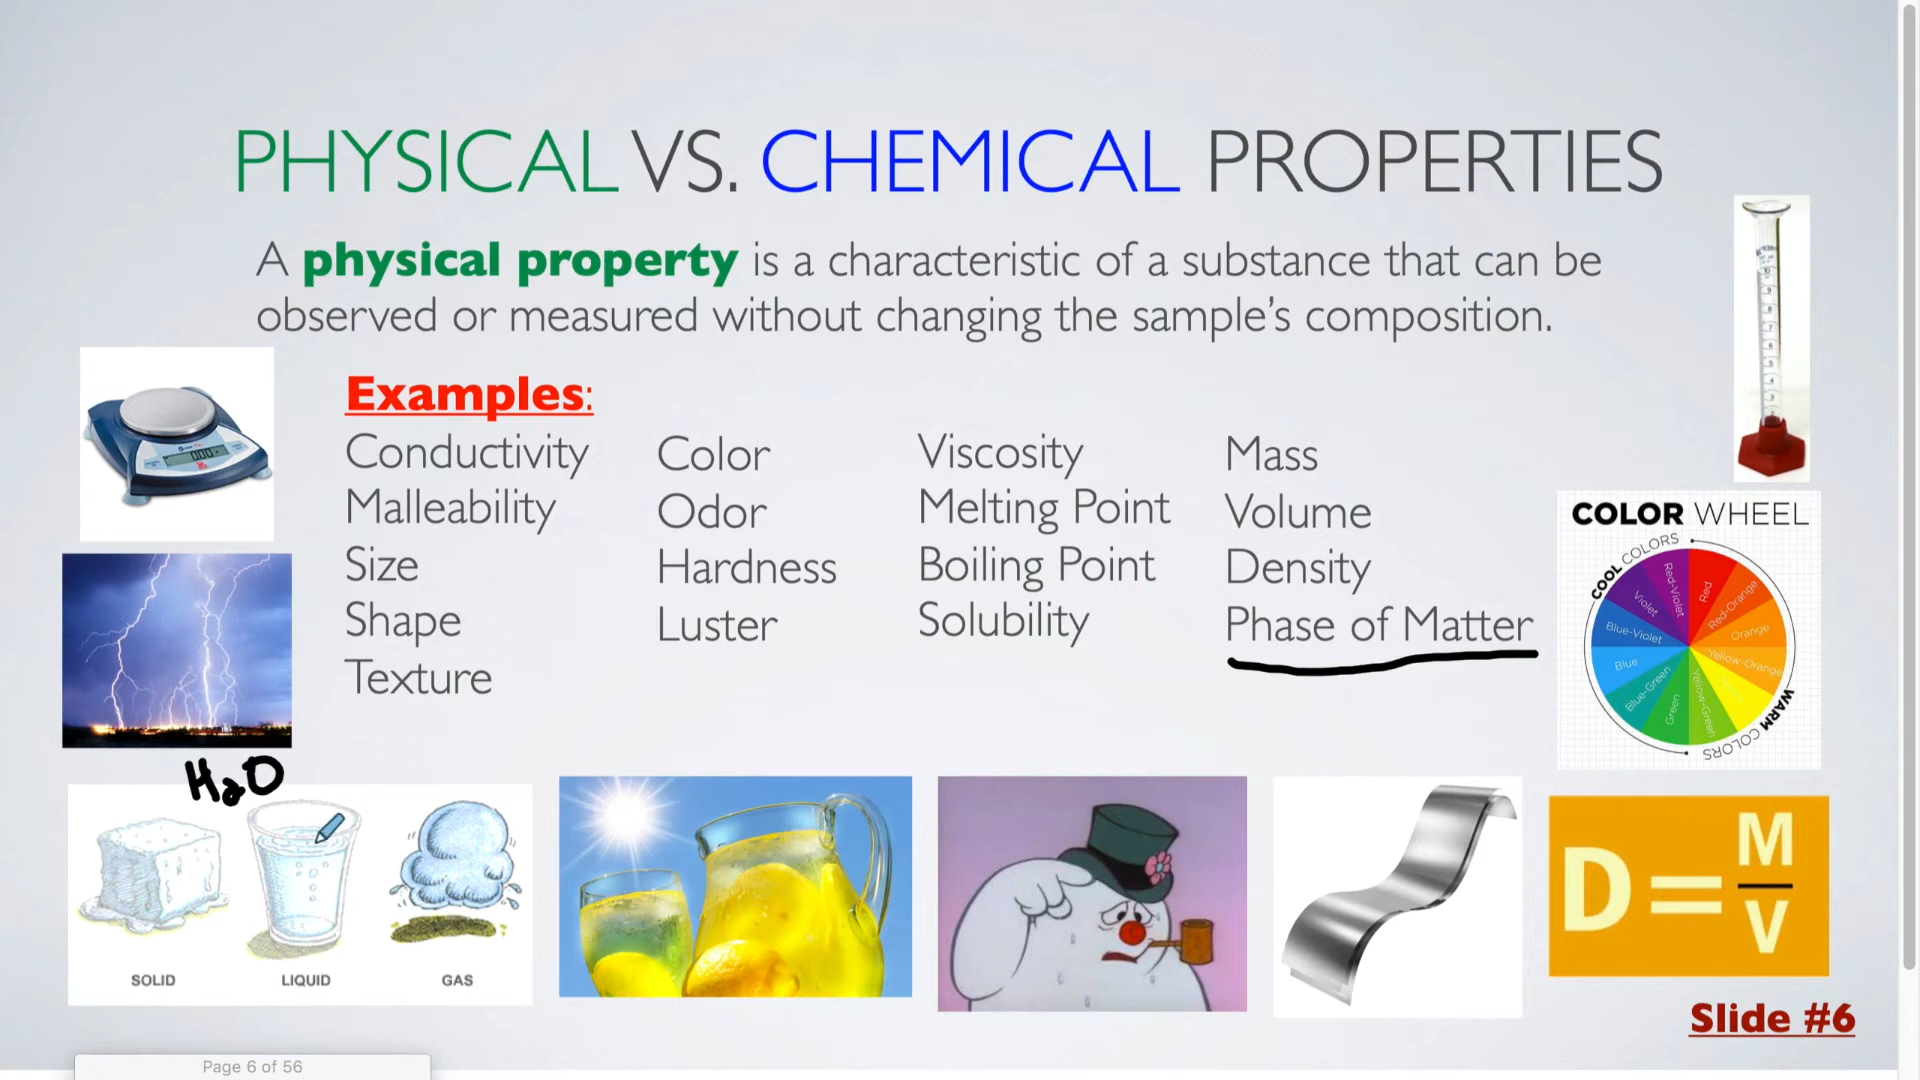 PHYSICAL VS. CHEMICAL PROPERTIES
A physical property is a characteristic of a substance that can be
observed or measured without changing the sample's composition.
Examples:
Conductivity
Malleability
Size
Shape
Texture
Color
Odor
Hardness
Luster
Viscosity
Melting Point
Boiling Point
Solubility
Mass
Volume
Density
Phase of Matter
COLOR WHEEL
COOL COLORS
WARM COLORS
Red-Violet
Red
Red-Orange
Orange
Yellow-Orange
Yellow-Green
Green
Blue-Green
Blue
Blue-Violet
Violet
H2O
SOLID
LIQUID
GAS
D = M
V
Slide #6
Page 6 of 56